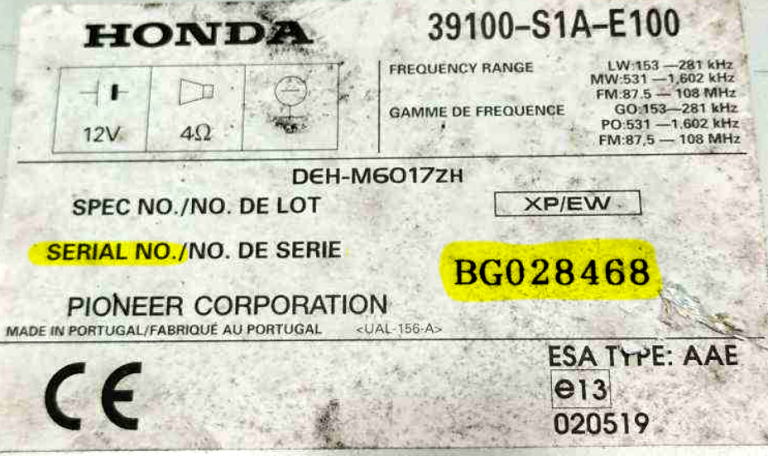 HONDA
39100-S1A-E100
12V
4Ω
FREQUENCY RANGE
LW:153 —281 kHz
MW:531 —1,602 kHz
FM:87.5 — 108 MHz
GAMME DE FREQUENCE
GO:153—281 kHz
PO:531 —1.602 kHz
FM:87,5 — 108 MHz
DEH-M6017ZH
SPEC NO./NO. DE LOT
XP/EW
SERIAL NO./NO. DE SERIE
BG028468
PIONEER CORPORATION
MADE IN PORTUGAL/FABRIQUÉ AU PORTUGAL <UAL-156-A>
CE
ESA TYPE: AAE
e13
020519